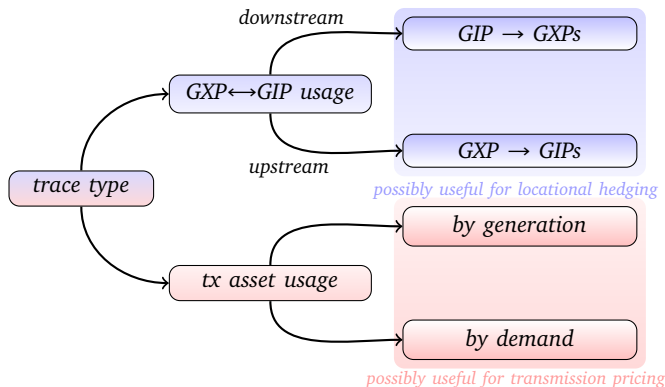 downstream
GIP → GXPs
GXP⟷GIP usage
GXP → GIPs
upstream
trace type
possibly useful for locational hedging
by generation
tx asset usage
by demand
possibly useful for transmission pricing